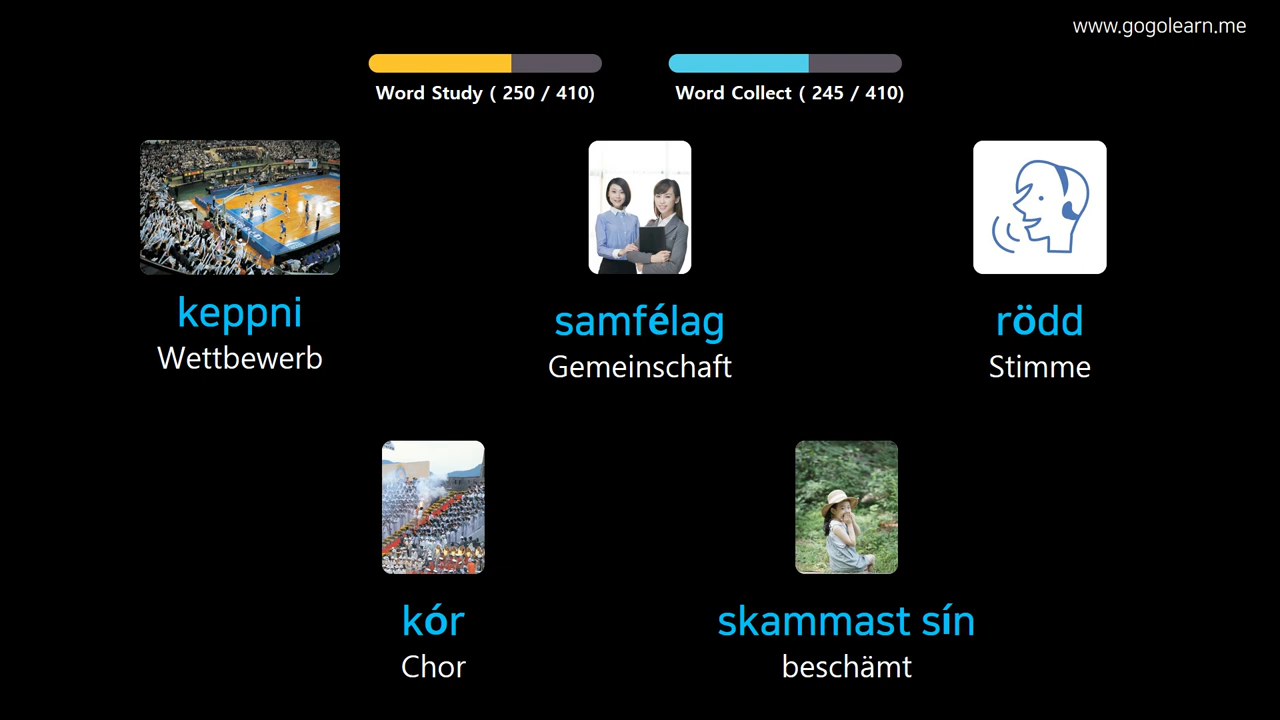 www.gogolearn.me
Word Study ( 250 / 410)
Word Collect ( 245 / 410)
keppni
Wettbewerb
samfélag
Gemeinschaft
rödd
Stimme
kór
Chor
skammast sín
beschämt